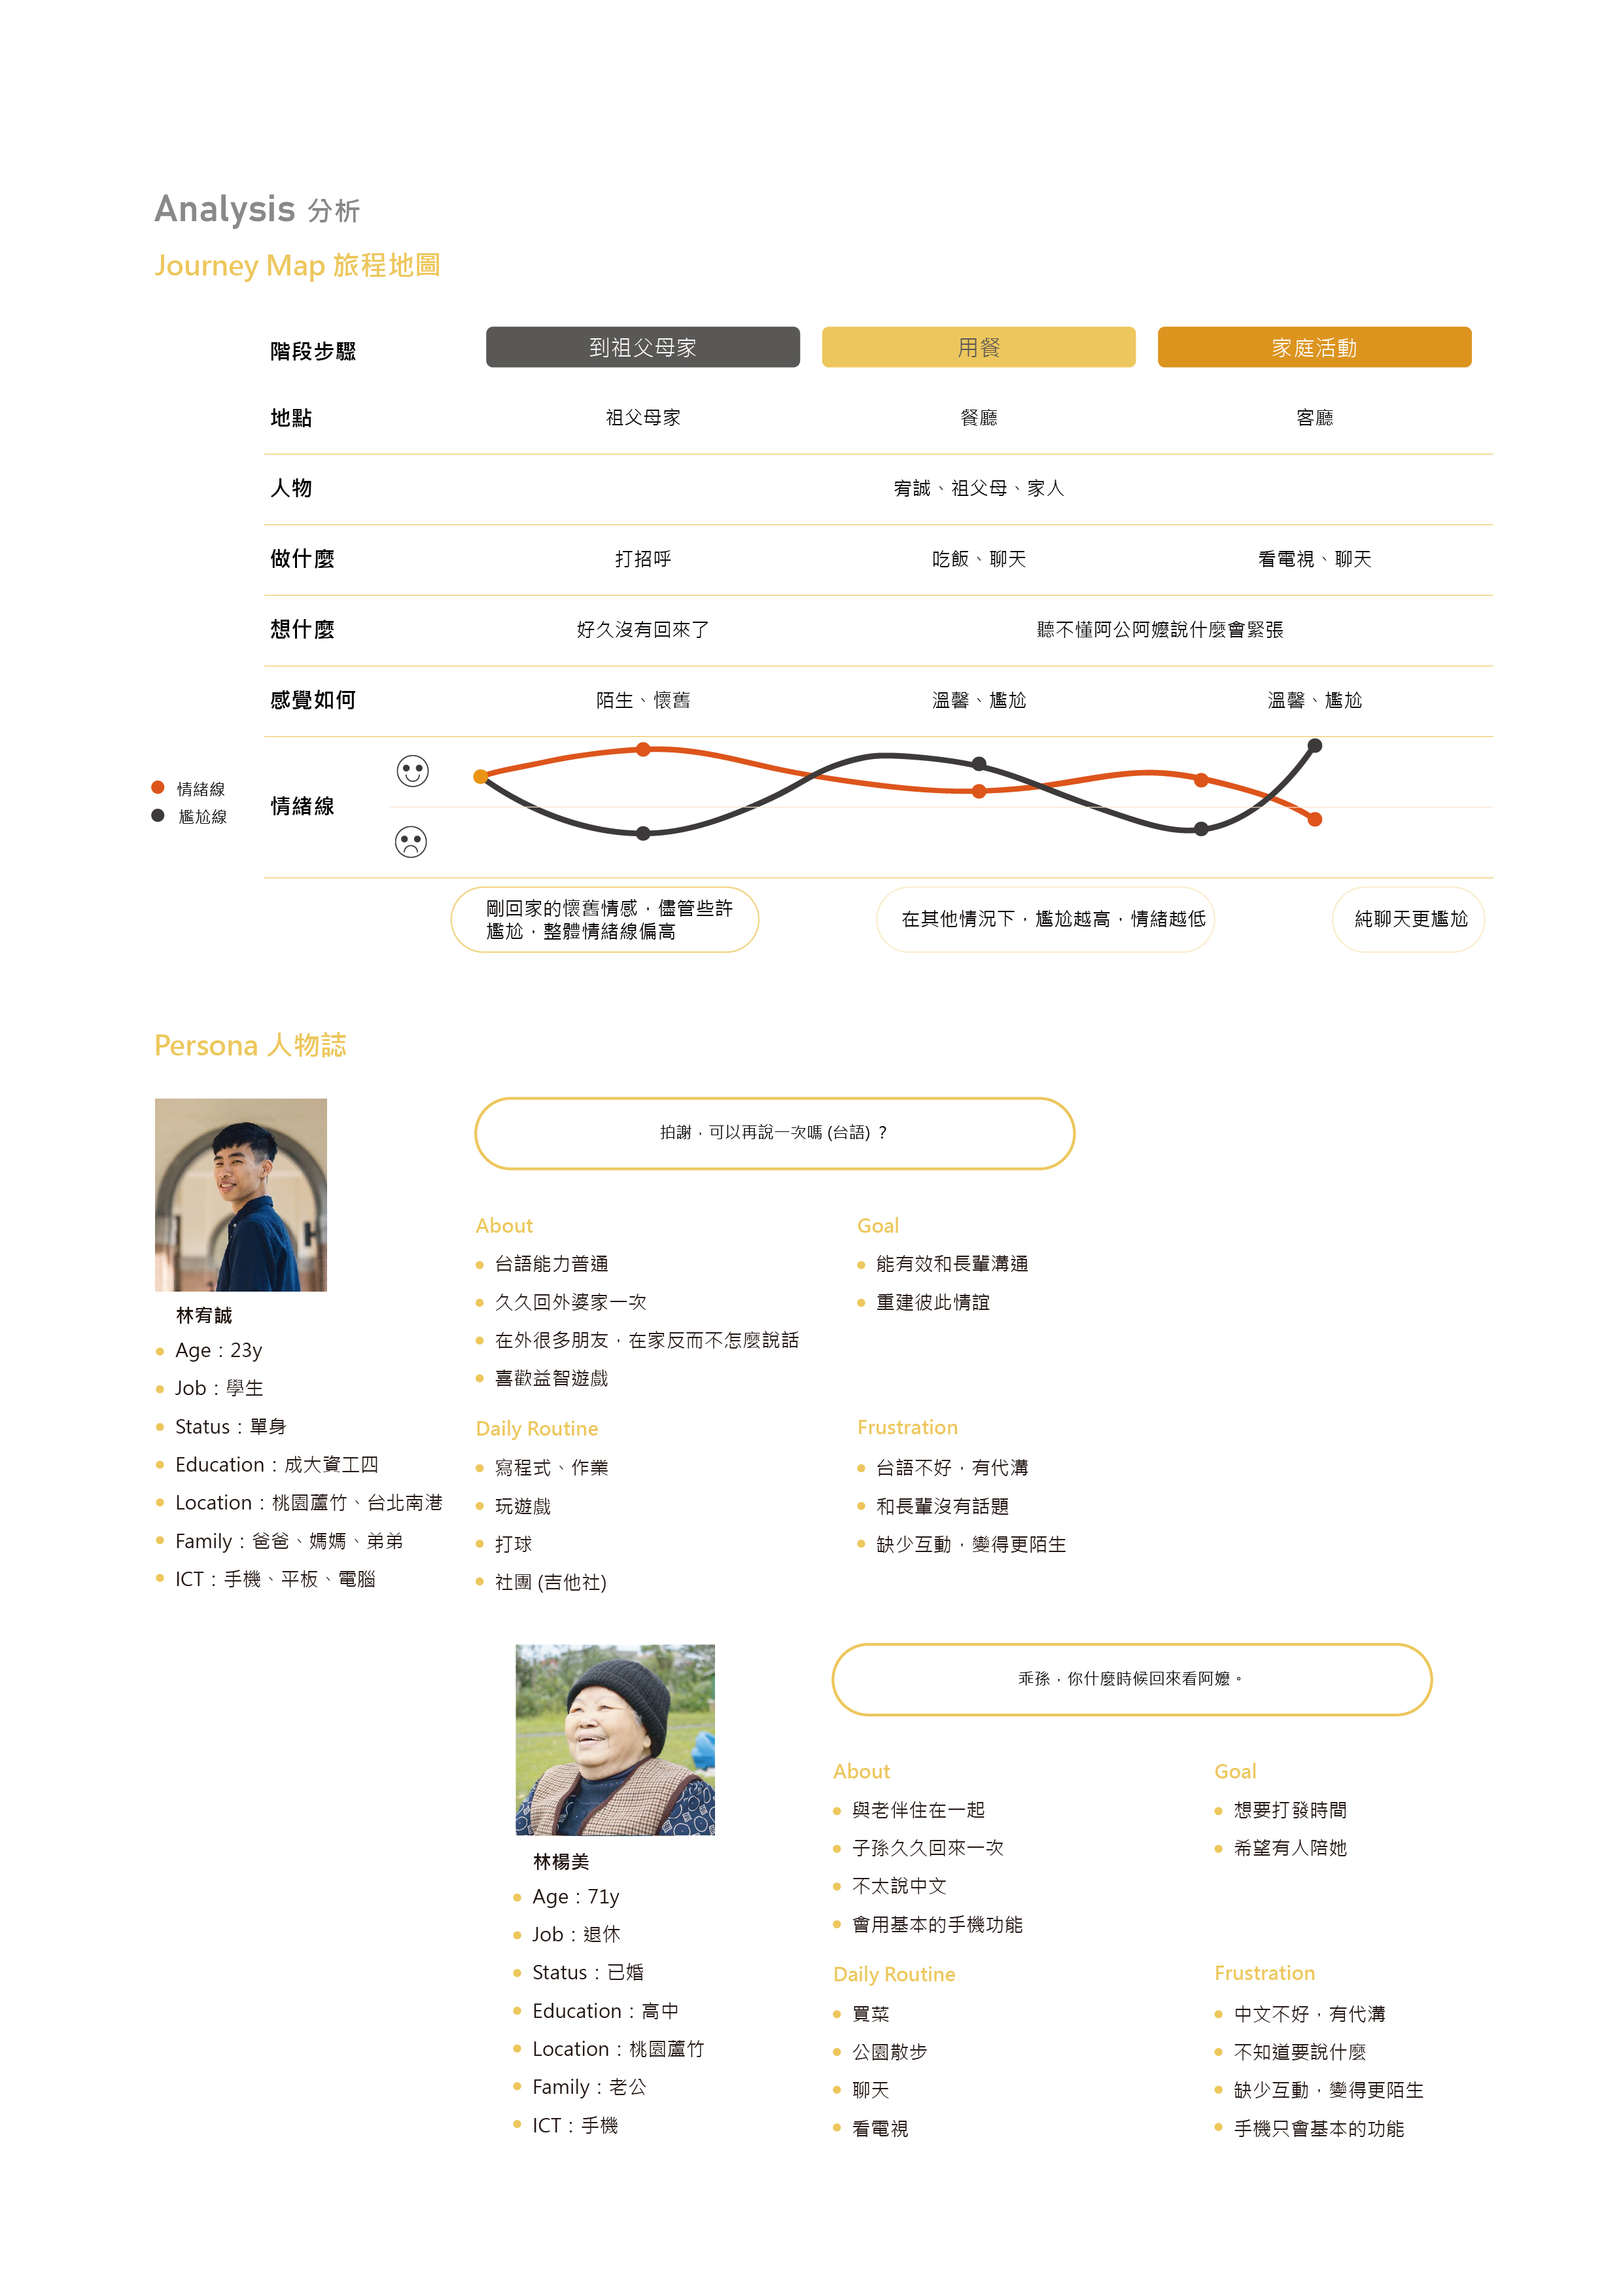 Analysis 分析
Journey Map 旅程地圖
階段步驟 到祖父母家 用餐 家庭活動
地點 祖父母家 餐廳 客廳
人物 宥誠、祖父母、家人
做什麼 打招呼 吃飯、聊天 看電視、聊天
想什麼 好久沒有回來了 聽不懂阿公阿嬤說什麼會緊張
感覺如何 陌生、懷舊 溫馨、尷尬 溫馨、尷尬
情緒線
尷尬線
情緒線
剛回家的懷舊情感，儘管些許
尷尬，整體情緒線偏高
在其他情況下，尷尬越高，情緒越低
純聊天更尷尬
Persona 人物誌
拍謝，可以再說一次嗎 (台語) ？
林宥誠
Age：23y
Job：學生
Status：單身
Education：成大資工四
Location：桃園蘆竹、台北南港
Family：爸爸、媽媽、弟弟
ICT：手機、平板、電腦
About
台語能力普通
久久回外婆家一次
在外很多朋友，在家反而不怎麼說話
喜歡益智遊戲
Goal
能有效和長輩溝通
重建彼此情誼
Daily Routine
寫程式、作業
玩遊戲
打球
社團 (吉他社)
Frustration
台語不好，有代溝
和長輩沒有話題
缺少互動，變得更陌生
乖孫，你什麼時候回來看阿嬤。
林楊美
Age：71y
Job：退休
Status：已婚
Education：高中
Location：桃園蘆竹
Family：老公
ICT：手機
About
與老伴住在一起
子孫久久回來一次
不太說中文
會用基本的手機功能
Goal
想要打發時間
希望有人陪她
Daily Routine
買菜
公園散步
聊天
看電視
Frustration
中文不好，有代溝
不知道要說什麼
缺少互動，變得更陌生
手機只會基本的功能